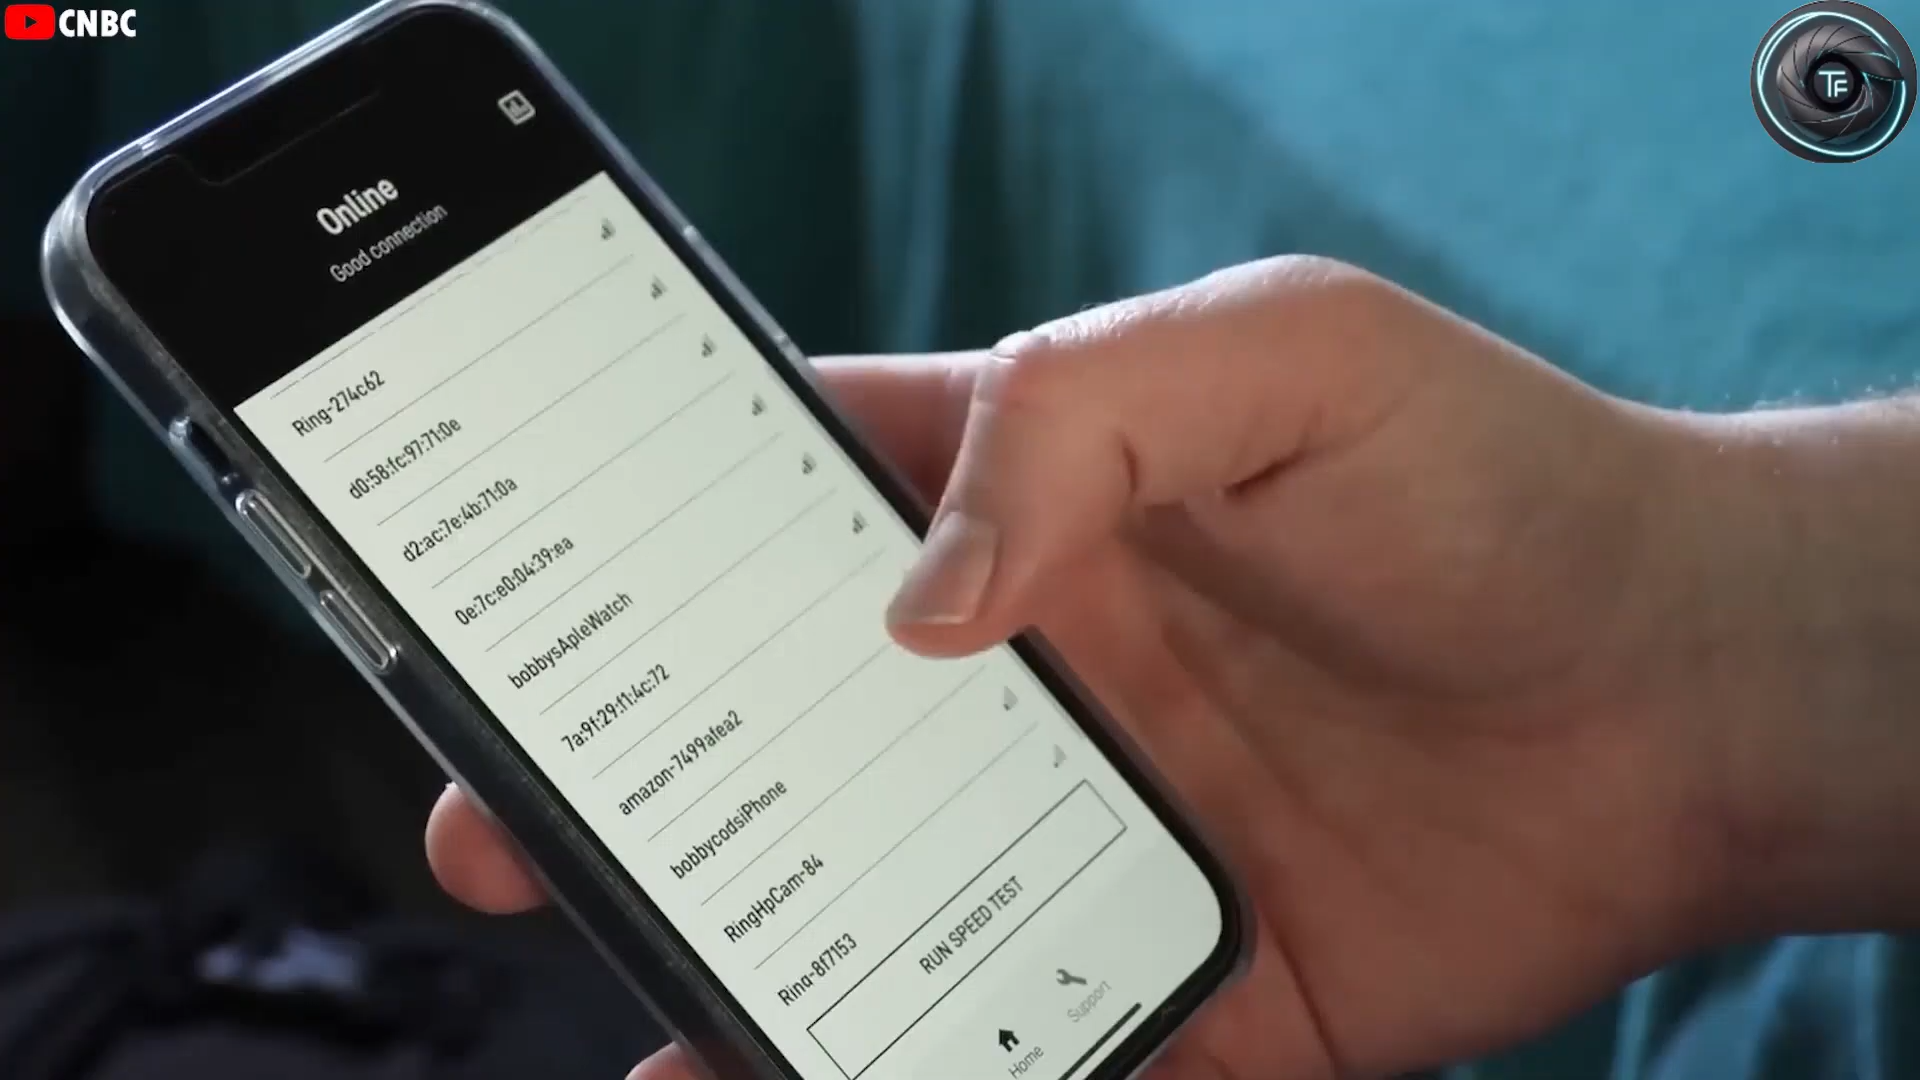 CNBC
TF
Online
Good connection
Ring-274c62
d0:58:fc:97:71:0e
d2:ac:7e:4b:71:0a
0e:7c:e0:04:39:ea
bobbysApleWatch
7a:9f:29:f1:4c:72
amazon-7499afea2
bobbycodsiPhone
RingHpCam-84
Ring-8f7153
RUN SPEED TEST
Home
Support